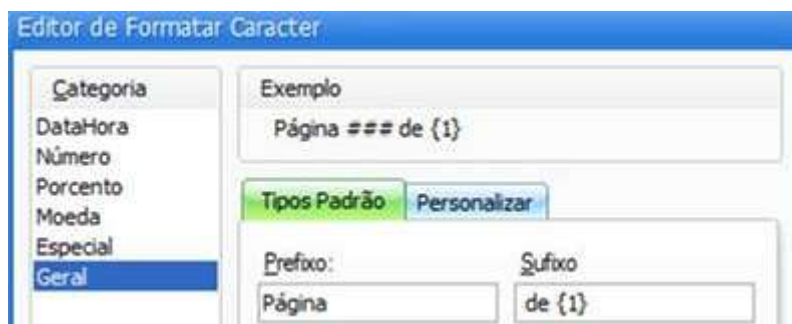 Editor de Formatar Caracter
Categoria
DataHora
Número
Porcento
Moeda
Especial
Geral
Exemplo
Página ### de {1}
Tipos Padrão Personalizar
Prefixo: Sufixo
Página de {1}